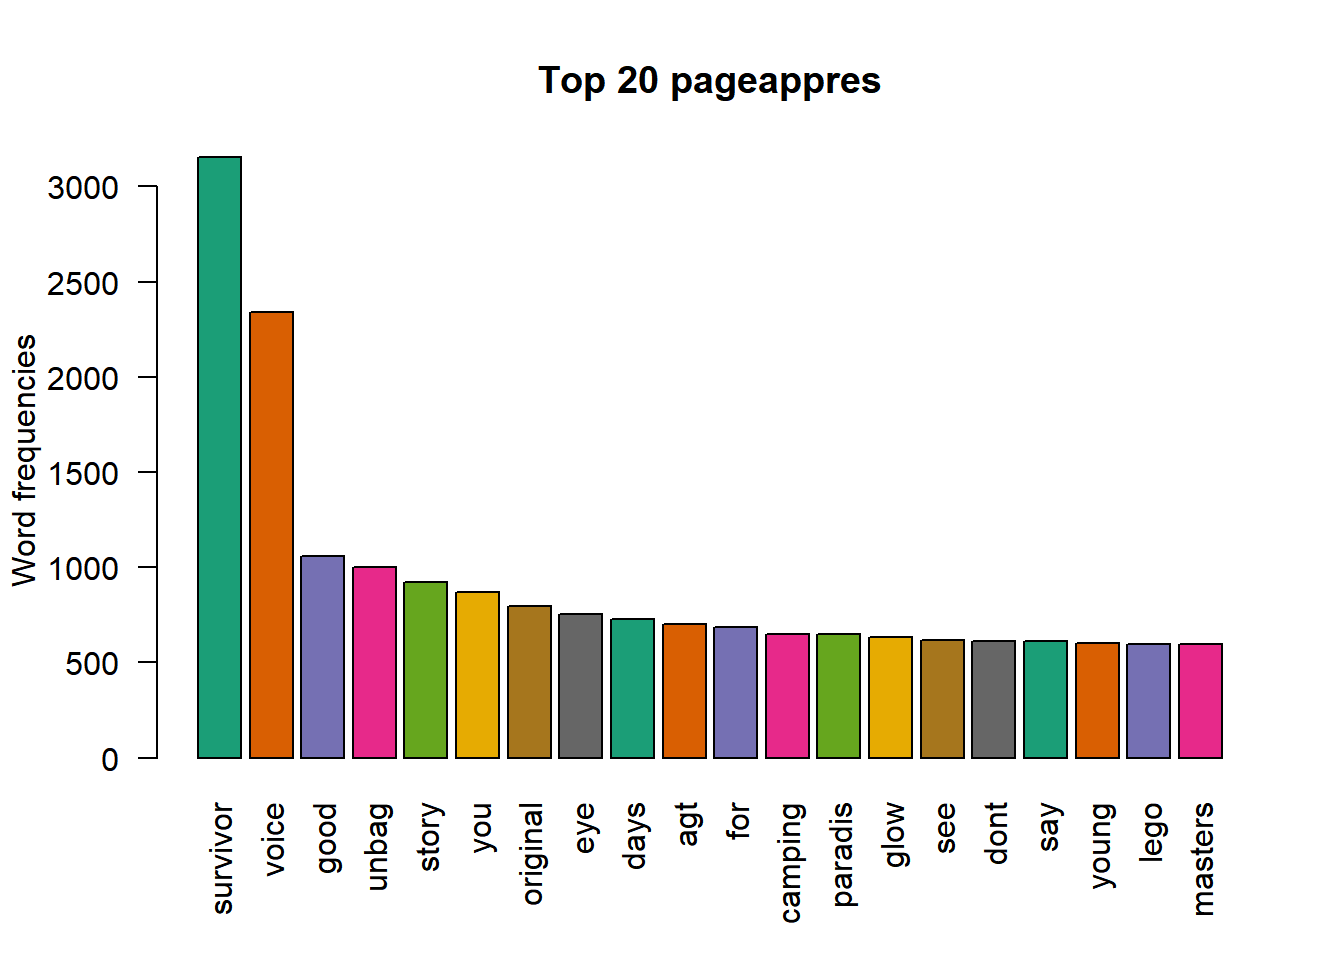 Top 20 pageappres
Word frequencies
3000
2500
2000
1500
1000
500
0
survivor
voice
good
unbag
story
you
original
eye
days
agt
for
camping
paradis
glow
see
dont
say
young
lego
masters